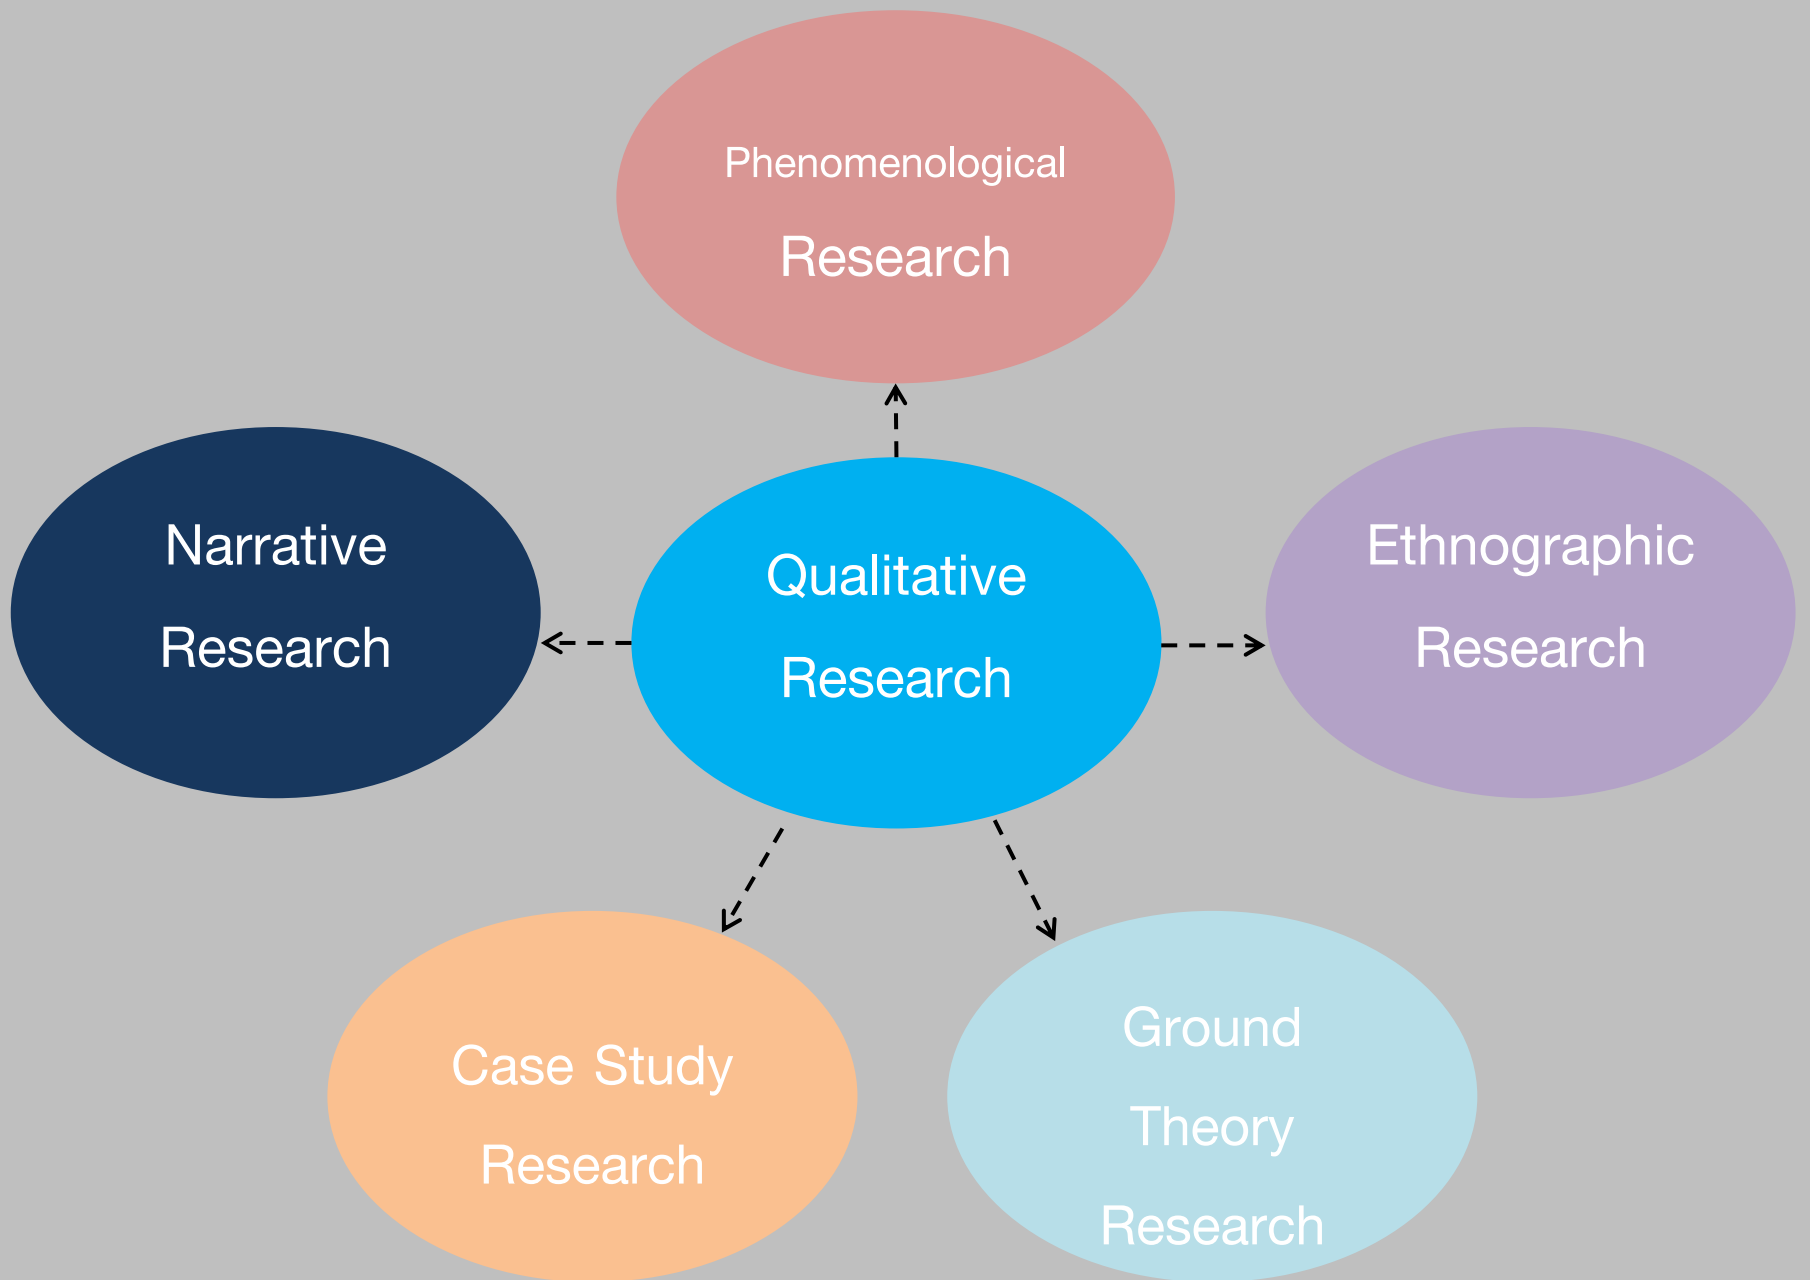 Phenomenological
Research
Narrative
Research
Qualitative
Research
Ethnographic
Research
Case Study
Research
Ground
Theory
Research